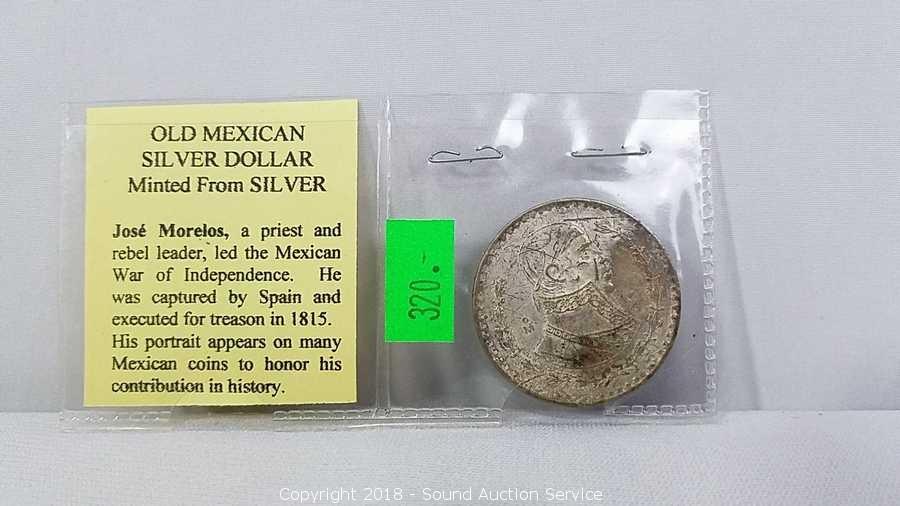 OLD MEXICAN
SILVER DOLLAR
Minted From SILVER
José Morelos, a priest and
rebel leader, led the Mexican
War of Independence. He
was captured by Spain and
executed for treason in 1815.
His portrait appears on many
Mexican coins to honor his
contribution in history.
320.-
Copyright 2018 - Sound Auction Service